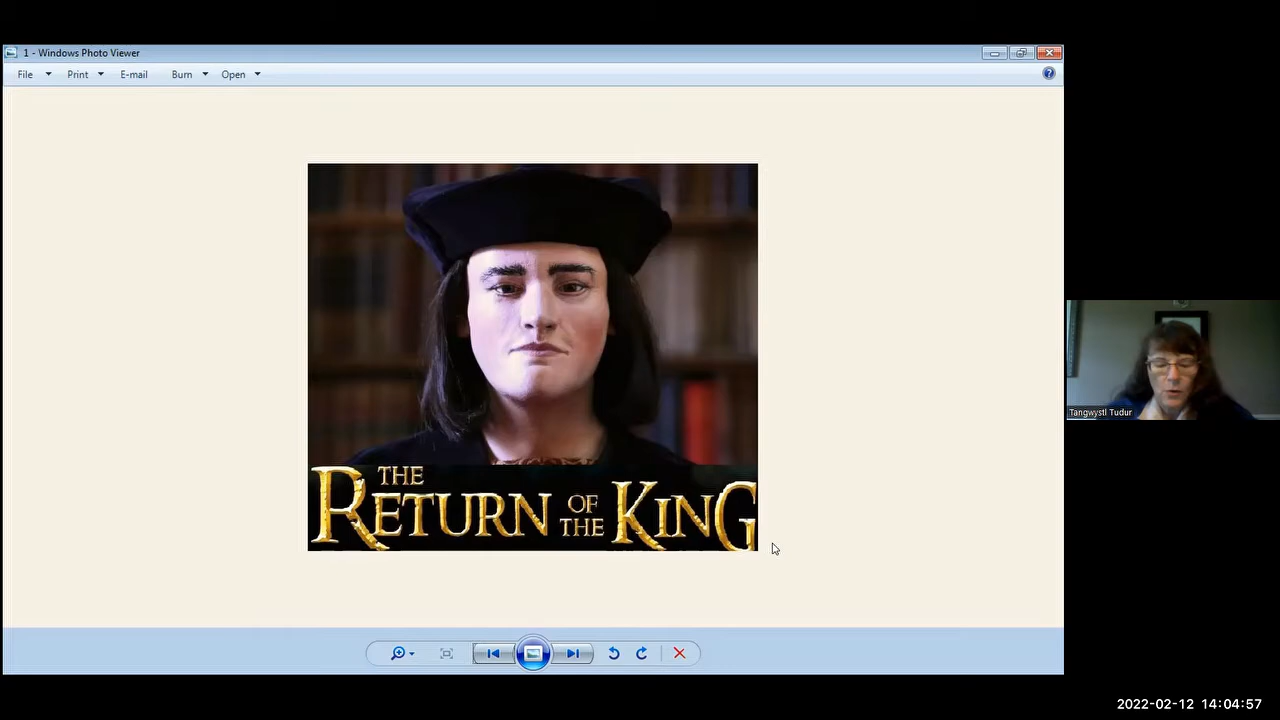 1 - Windows Photo Viewer
File Print E-mail Burn Open
THE
RETURN OF THE KING
Tangwystl Tudur
2022-02-12 14:04:57